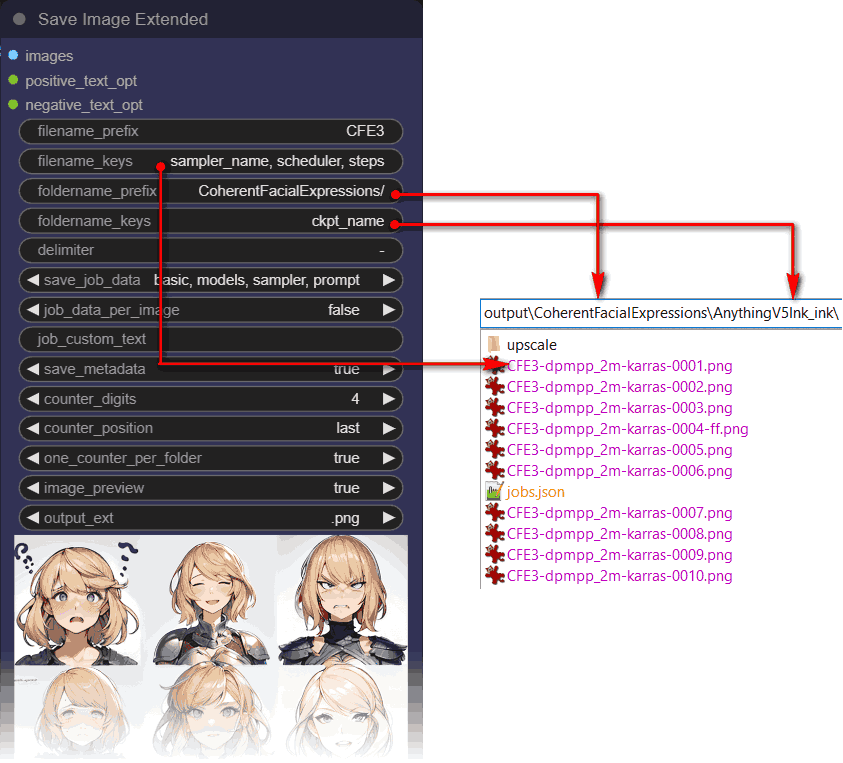 Save Image Extended
images
positive_text_opt
negative_text_opt
filename_prefix CFE3
filename_keys sampler_name, scheduler, steps
foldername_prefix CoherentFacialExpressions/
foldername_keys ckpt_name
delimiter -
save_job_data basic, models, sampler, prompt
job_data_per_image false
job_custom_text
save_metadata true
counter_digits 4
counter_position last
one_counter_per_folder true
image_preview true
output_ext .png
output\CoherentFacialExpressions\AnythingV5Ink_ink\
upscale
CFE3-dpmpp_2m-karras-0001.png
CFE3-dpmpp_2m-karras-0002.png
CFE3-dpmpp_2m-karras-0003.png
CFE3-dpmpp_2m-karras-0004-ff.png
CFE3-dpmpp_2m-karras-0005.png
CFE3-dpmpp_2m-karras-0006.png
jobs.json
CFE3-dpmpp_2m-karras-0007.png
CFE3-dpmpp_2m-karras-0008.png
CFE3-dpmpp_2m-karras-0009.png
CFE3-dpmpp_2m-karras-0010.png